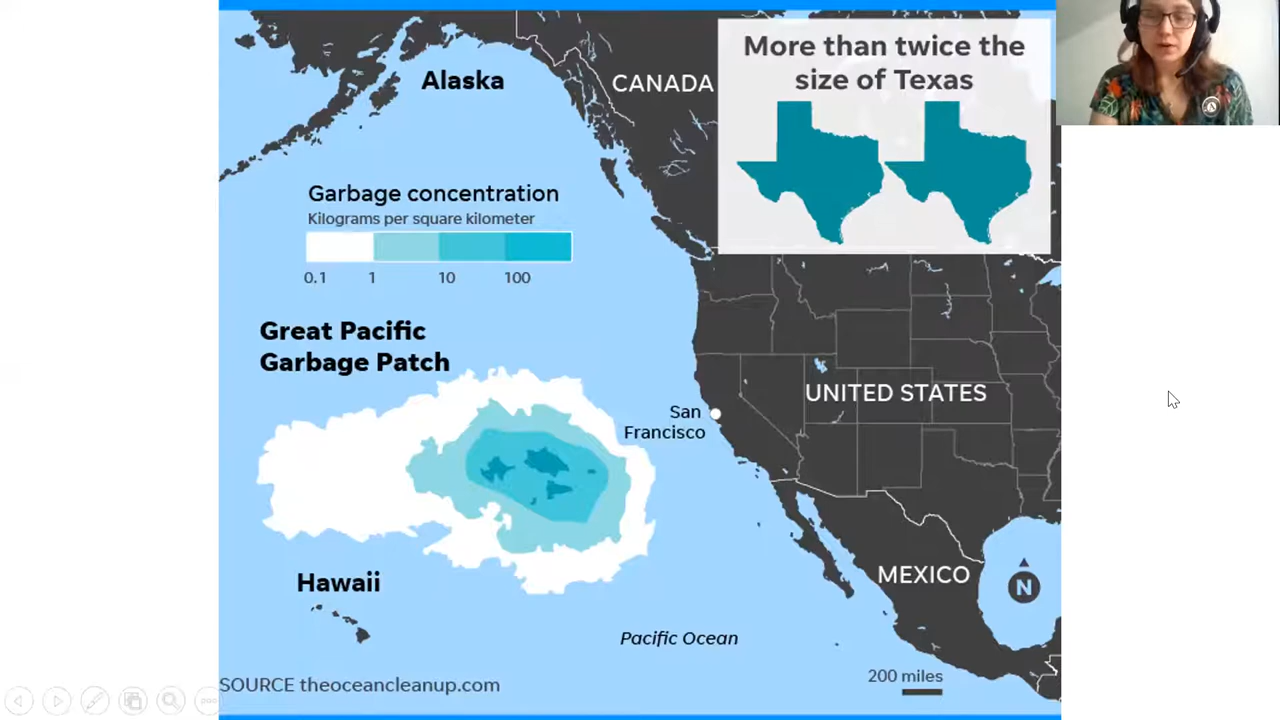 Alaska
CANADA
More than twice the
size of Texas
Garbage concentration
Kilograms per square kilometer
0.1 1 10 100
Great Pacific
Garbage Patch
San
Francisco
UNITED STATES
Hawaii
MEXICO
N
Pacific Ocean
200 miles
SOURCE theoceancleanup.com